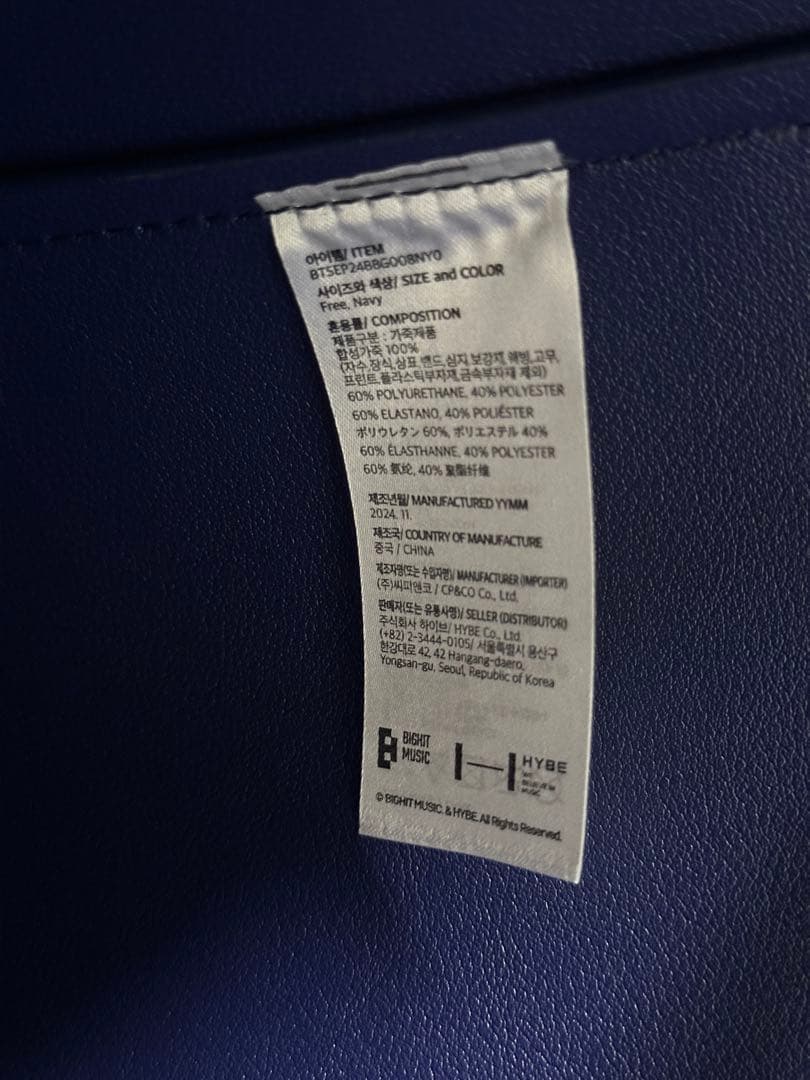 아이템/ ITEM
BTSEP24BBG008NY0
사이즈와 색상/ SIZE and COLOR
Free, Navy
혼용률/ COMPOSITION
제품구분 : 가죽제품
합성가죽 100%
(자수,장식,상표,밴드,심지,보강재,웨빙,고무,
프린트,플라스틱부자재,금속부자재 제외)
60% POLYURETHANE, 40% POLYESTER
60% ELASTANO, 40% POLIÉSTER
ポリウレタン 60%, ポリエステル 40%
60% ÉLASTHANNE, 40% POLYESTER
60% 氨纶, 40% 聚酯纤维
제조년월/ MANUFACTURED YYMM
2024. 11.
제조국/ COUNTRY OF MANUFACTURE
중국 / CHINA
제조자명(또는 수입자명)/ MANUFACTURER (IMPORTER)
(주)씨피앤코 / CP&CO Co., Ltd.
판매자(또는 유통사명)/ SELLER (DISTRIBUTOR)
주식회사 하이브/ HYBE Co., Ltd.
(+82) 2-3444-0105/ 서울특별시 용산구
한강대로 42, 42 Hangang-daero,
Yongsan-gu, Seoul, Republic of Korea
BIGHIT
MUSIC
HYBE
WE
BELIEVE IN
MUSIC
© BIGHIT MUSIC. & HYBE. All Rights Reserved.